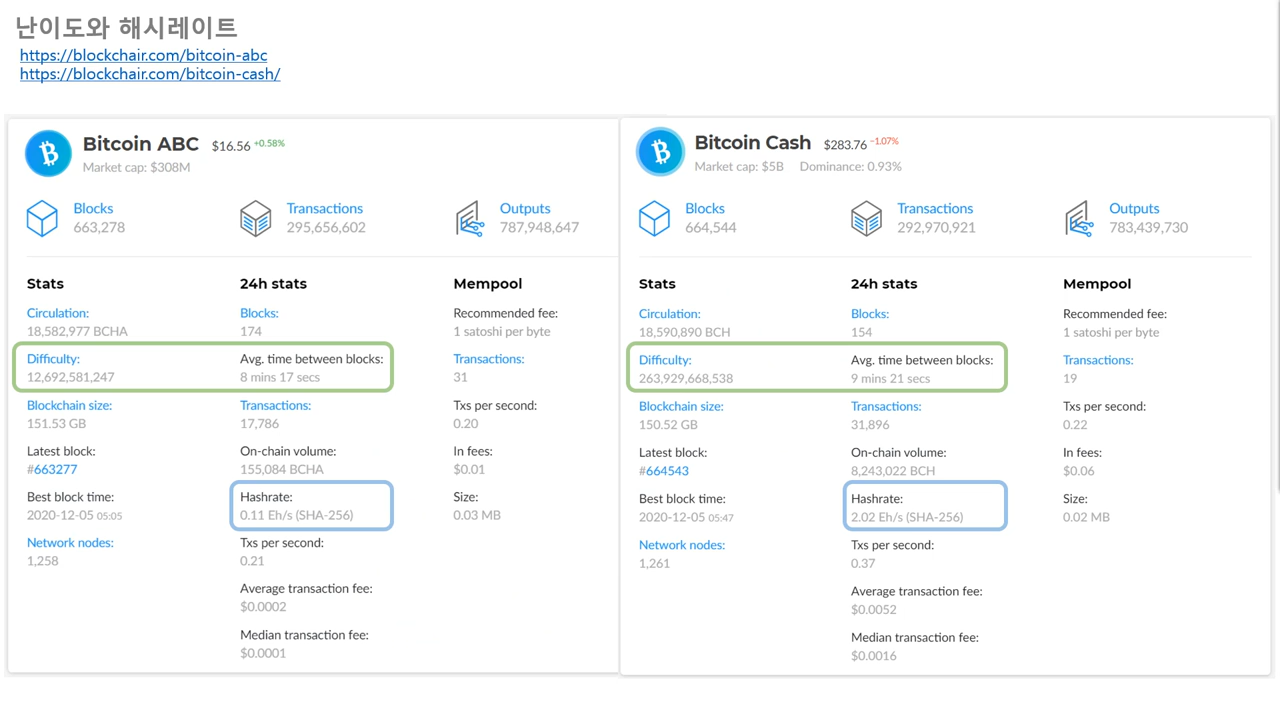 난이도와 해시레이트
https://blockchair.com/bitcoin-abc
https://blockchair.com/bitcoin-cash/
Bitcoin ABC $16.56 +0.58%
Market cap: $308M
Blocks
663,278
Transactions
295,656,602
Outputs
787,948,647
Stats
Circulation:
18,582,977 BCHA
Difficulty:
12,692,581,247
Blockchain size:
151.53 GB
Latest block:
#663277
Best block time:
2020-12-05 05:05
Network nodes:
1,258
24h stats
Blocks:
174
Avg. time between blocks:
8 mins 17 secs
Transactions:
17,786
On-chain volume:
155,084 BCHA
Hashrate:
0.11 Eh/s (SHA-256)
Txs per second:
0.21
Average transaction fee:
$0.0002
Median transaction fee:
$0.0001
Mempool
Recommended fee:
1 satoshi per byte
Transactions:
31
Txs per second:
0.20
In fees:
$0.01
Size:
0.03 MB
Bitcoin Cash $283.76 -1.07%
Market cap: $5B Dominance: 0.93%
Blocks
664,544
Transactions
292,970,921
Outputs
783,439,730
Stats
Circulation:
18,590,890 BCH
Difficulty:
263,929,668,538
Blockchain size:
150.52 GB
Latest block:
#664543
Best block time:
2020-12-05 05:47
Network nodes:
1,261
24h stats
Blocks:
154
Avg. time between blocks:
9 mins 21 secs
Transactions:
31,896
On-chain volume:
8,243,022 BCH
Hashrate:
2.02 Eh/s (SHA-256)
Txs per second:
0.37
Average transaction fee:
$0.0052
Median transaction fee:
$0.0016
Mempool
Recommended fee:
1 satoshi per byte
Transactions:
19
Txs per second:
0.22
In fees:
$0.06
Size:
0.02 MB